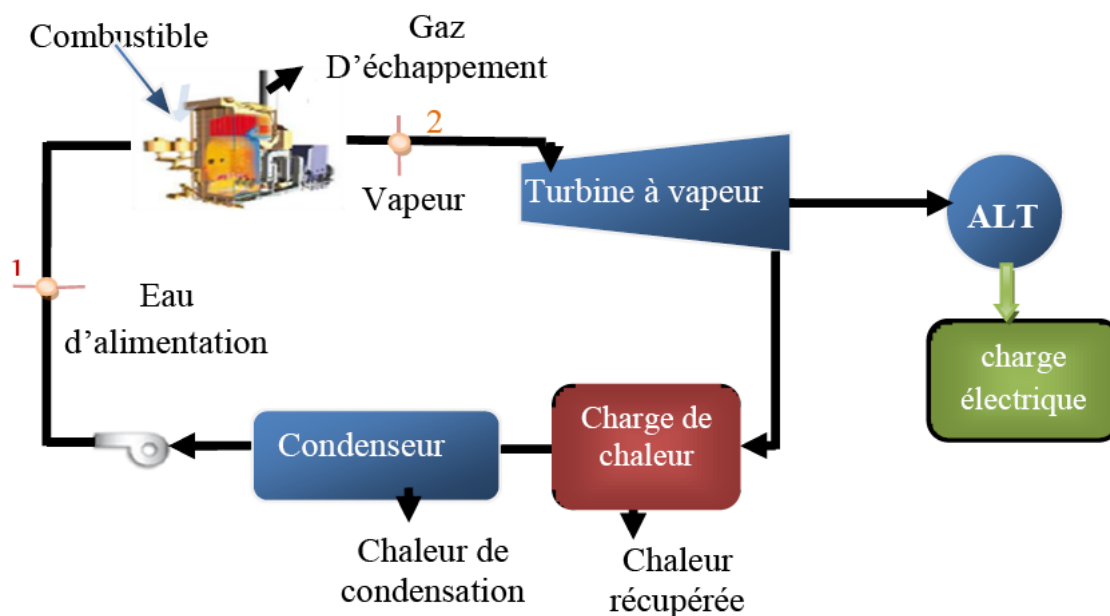 Combustible
Gaz
D'échappement
2
Vapeur
Turbine à vapeur
ALT
1
Eau
d'alimentation
charge
électrique
Condenseur
Charge de
chaleur
Chaleur de
condensation
Chaleur
récupérée